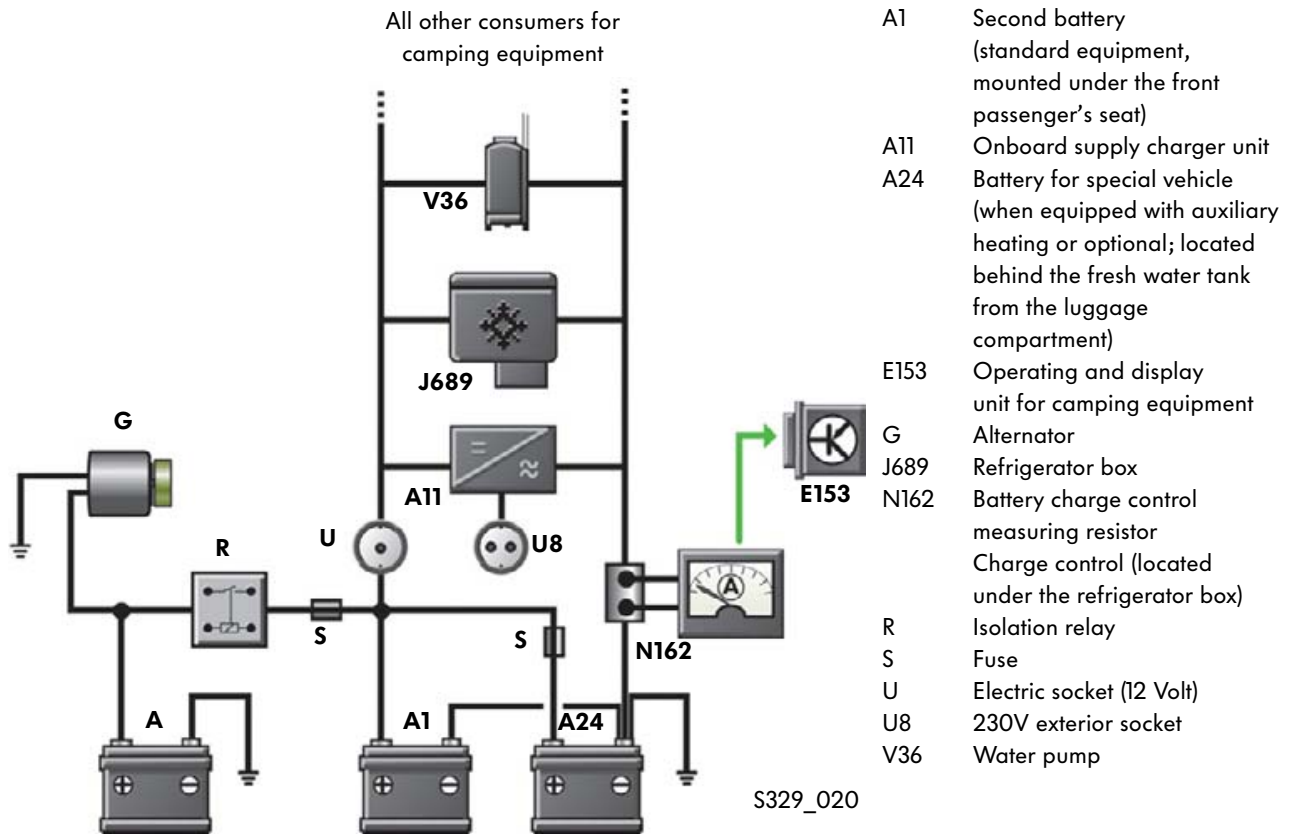 All other consumers for
camping equipment
V36
J689
G
A11
E153
R
U
U8
S
S
N162
A
A1
A24
S329_020
A1 Second battery
(standard equipment,
mounted under the front
passenger’s seat)
A11 Onboard supply charger unit
A24 Battery for special vehicle
(when equipped with auxiliary
heating or optional; located
behind the fresh water tank
from the luggage
compartment)
E153 Operating and display
unit for camping equipment
G Alternator
J689 Refrigerator box
N162 Battery charge control
measuring resistor
Charge control (located
under the refrigerator box)
R Isolation relay
S Fuse
U Electric socket (12 Volt)
U8 230V exterior socket
V36 Water pump